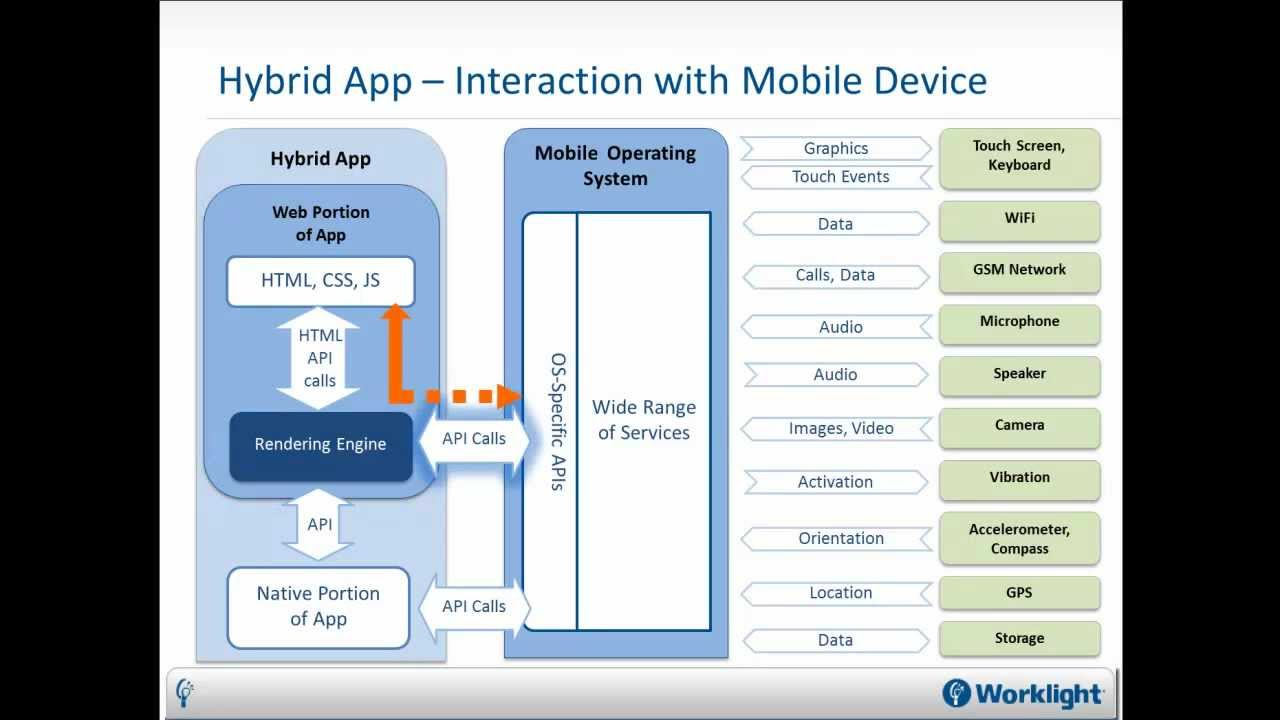 Hybrid App – Interaction with Mobile Device
Hybrid App
Web Portion
of App
HTML, CSS, JS
HTML
API
calls
Rendering Engine
API
Native Portion
of App
API Calls
API Calls
Mobile Operating
System
OS-Specific APIs
Wide Range
of Services
Graphics
Touch Events
Touch Screen,
Keyboard
Data
WiFi
Calls, Data
GSM Network
Audio
Microphone
Audio
Speaker
Images, Video
Camera
Activation
Vibration
Orientation
Accelerometer,
Compass
Location
GPS
Data
Storage
Worklight